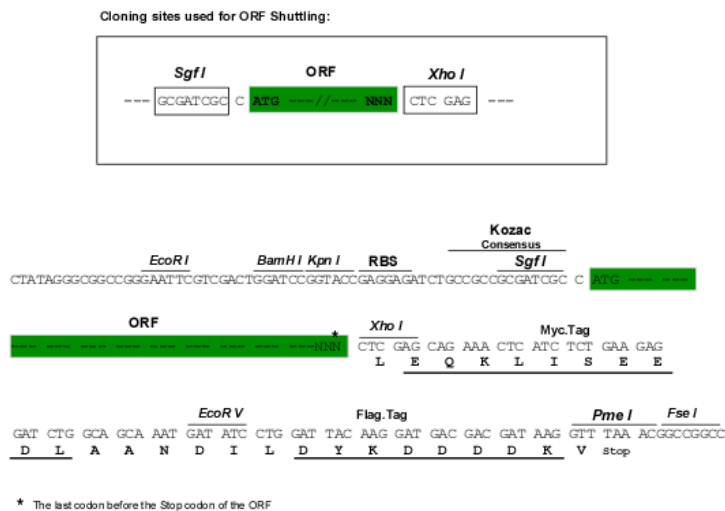 Cloning sites used for ORF Shuttling:
Sgf I ORF Xho I
--- GCGATCGC C ATG ---//--- NNN CTC GAG ---
Kozac
Consensus
EcoR I BamH I Kpn I RBS Sgf I
CTATAGGGCGGCCGGGAATTCGTCGACTGGATCCGGTACCGAGGAGATCTGCCGCCGCGATCGC C ATG --- ---
ORF Xho I Myc.Tag
*
--- --- --- --- --- --- --- --- ---NNN CTC GAG CAG AAA CTC ATC TCT GAA GAG
L E Q K L I S E E
EcoR V Flag.Tag Pme I Fse I
GAT CTG GCA GCA AAT GAT ATC CTG GAT TAC AAG GAT GAC GAC GAT AAG GTT TAA ACGGCCGGCC
D L A A N D I L D Y K D D D D K V Stop
* The last codon before the Stop codon of the ORF